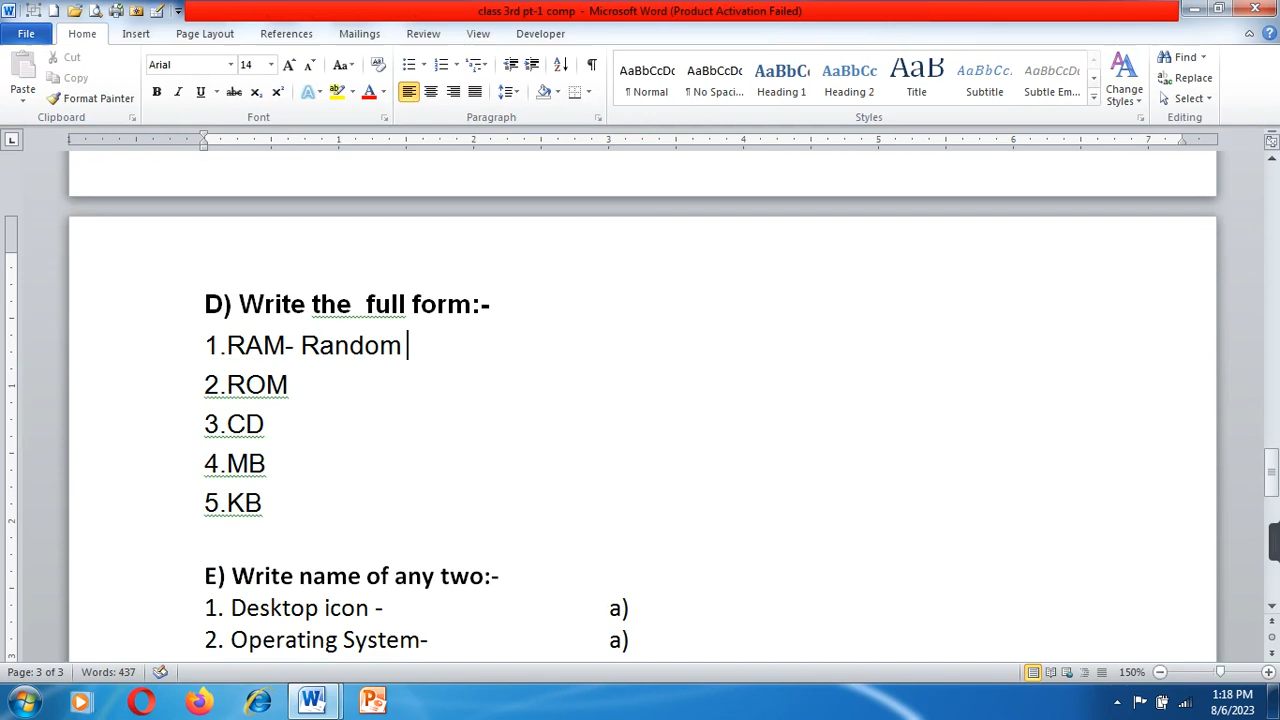 class 3rd pt-1 comp - Microsoft Word (Product Activation Failed)
File Home Insert Page Layout References Mailings Review View Developer
Cut
Copy
Format Painter
Paste
Clipboard
Arial 14
Font
Paragraph
AaBbCcDc AaBbCcDc AaBbCc AaBbCc AaB AaBbCc. AaBbCcDc
¶ Normal ¶ No Spaci... Heading 1 Heading 2 Title Subtitle Subtle Em...
Styles
Change Styles
Find
Replace
Select
Editing
D) Write the  full form:-
1.RAM- Random
2.ROM
3.CD
4.MB
5.KB
E) Write name of any two:-
1. Desktop icon - a)
2. Operating System- a)
Page: 3 of 3 Words: 437 150%
1:18 PM
8/6/2023